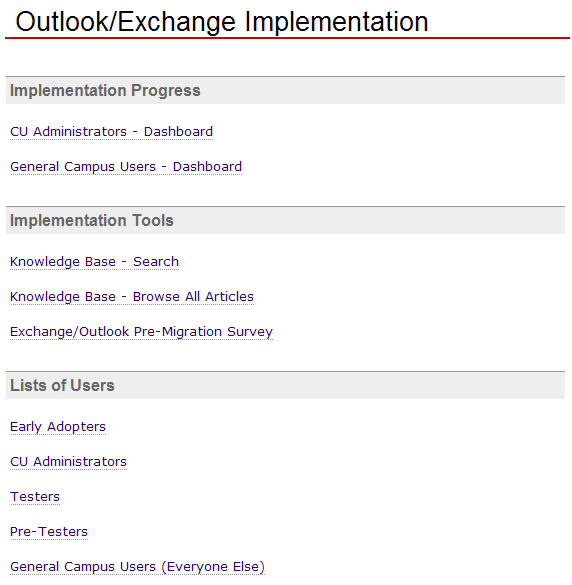 Outlook/Exchange Implementation
Implementation Progress
CU Administrators - Dashboard
General Campus Users - Dashboard
Implementation Tools
Knowledge Base - Search
Knowledge Base - Browse All Articles
Exchange/Outlook Pre-Migration Survey
Lists of Users
Early Adopters
CU Administrators
Testers
Pre-Testers
General Campus Users (Everyone Else)